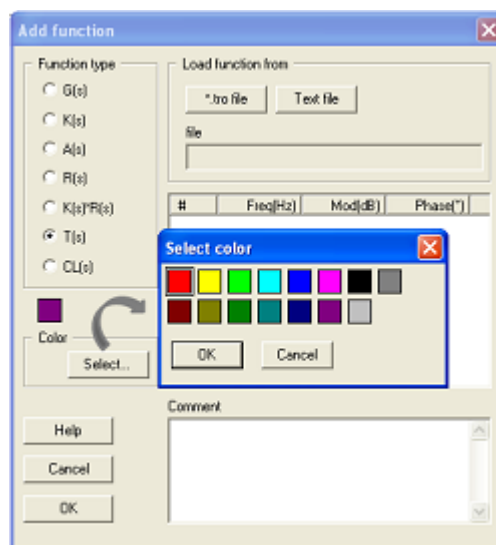 Add function
Function type
G(s)
K(s)
A(s)
R(s)
K(s)*R(s)
T(s)
CL(s)
Load function from
*.tro file
Text file
file
# Freq(Hz) Mod(dB) Phase(°)
Select color
OK Cancel
Color
Select...
Help
Cancel
OK
Comment